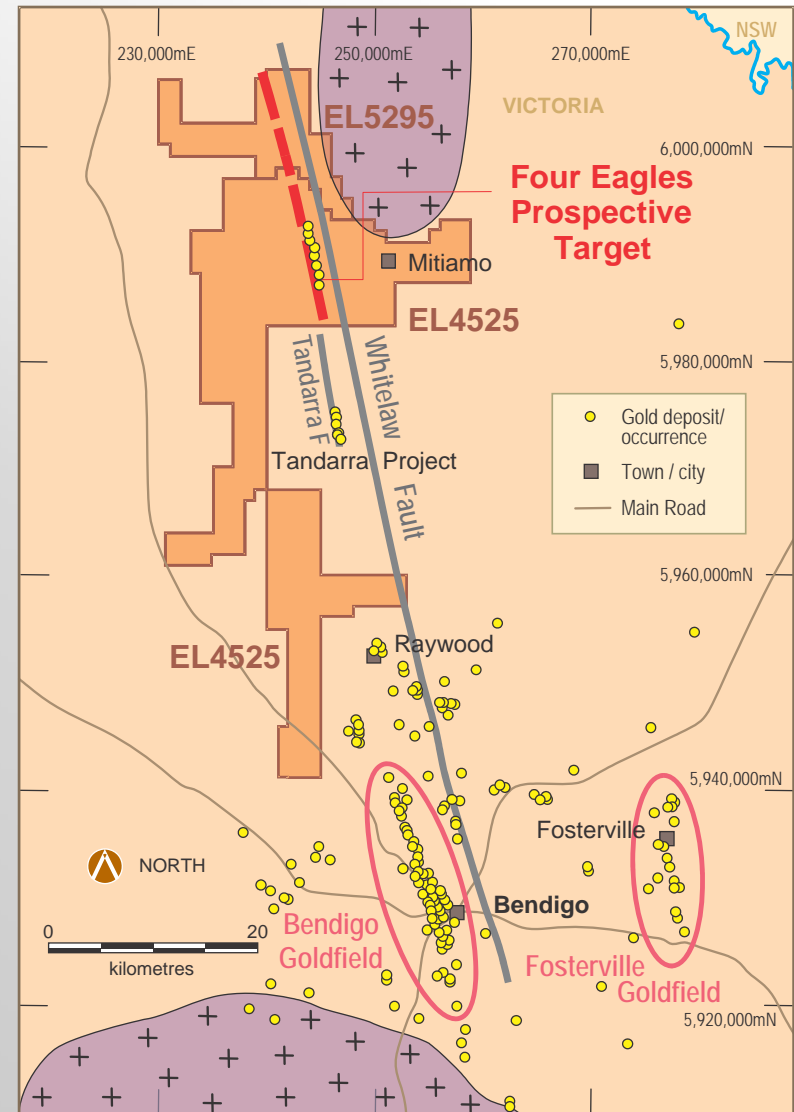 230,000mE
250,000mE
270,000mE
NSW
VICTORIA
EL5295
6,000,000mN
Four Eagles
Prospective
Target
Mitiamo
EL4525
5,980,000mN
Whitelaw
Fault
Tandarra F
Tandarra Project
Gold deposit/
occurrence
Town / city
Main Road
5,960,000mN
Raywood
EL4525
5,940,000mN
Fosterville
NORTH
Bendigo
Bendigo
Goldfield
Fosterville
Goldfield
0 20
kilometres
5,920,000mN